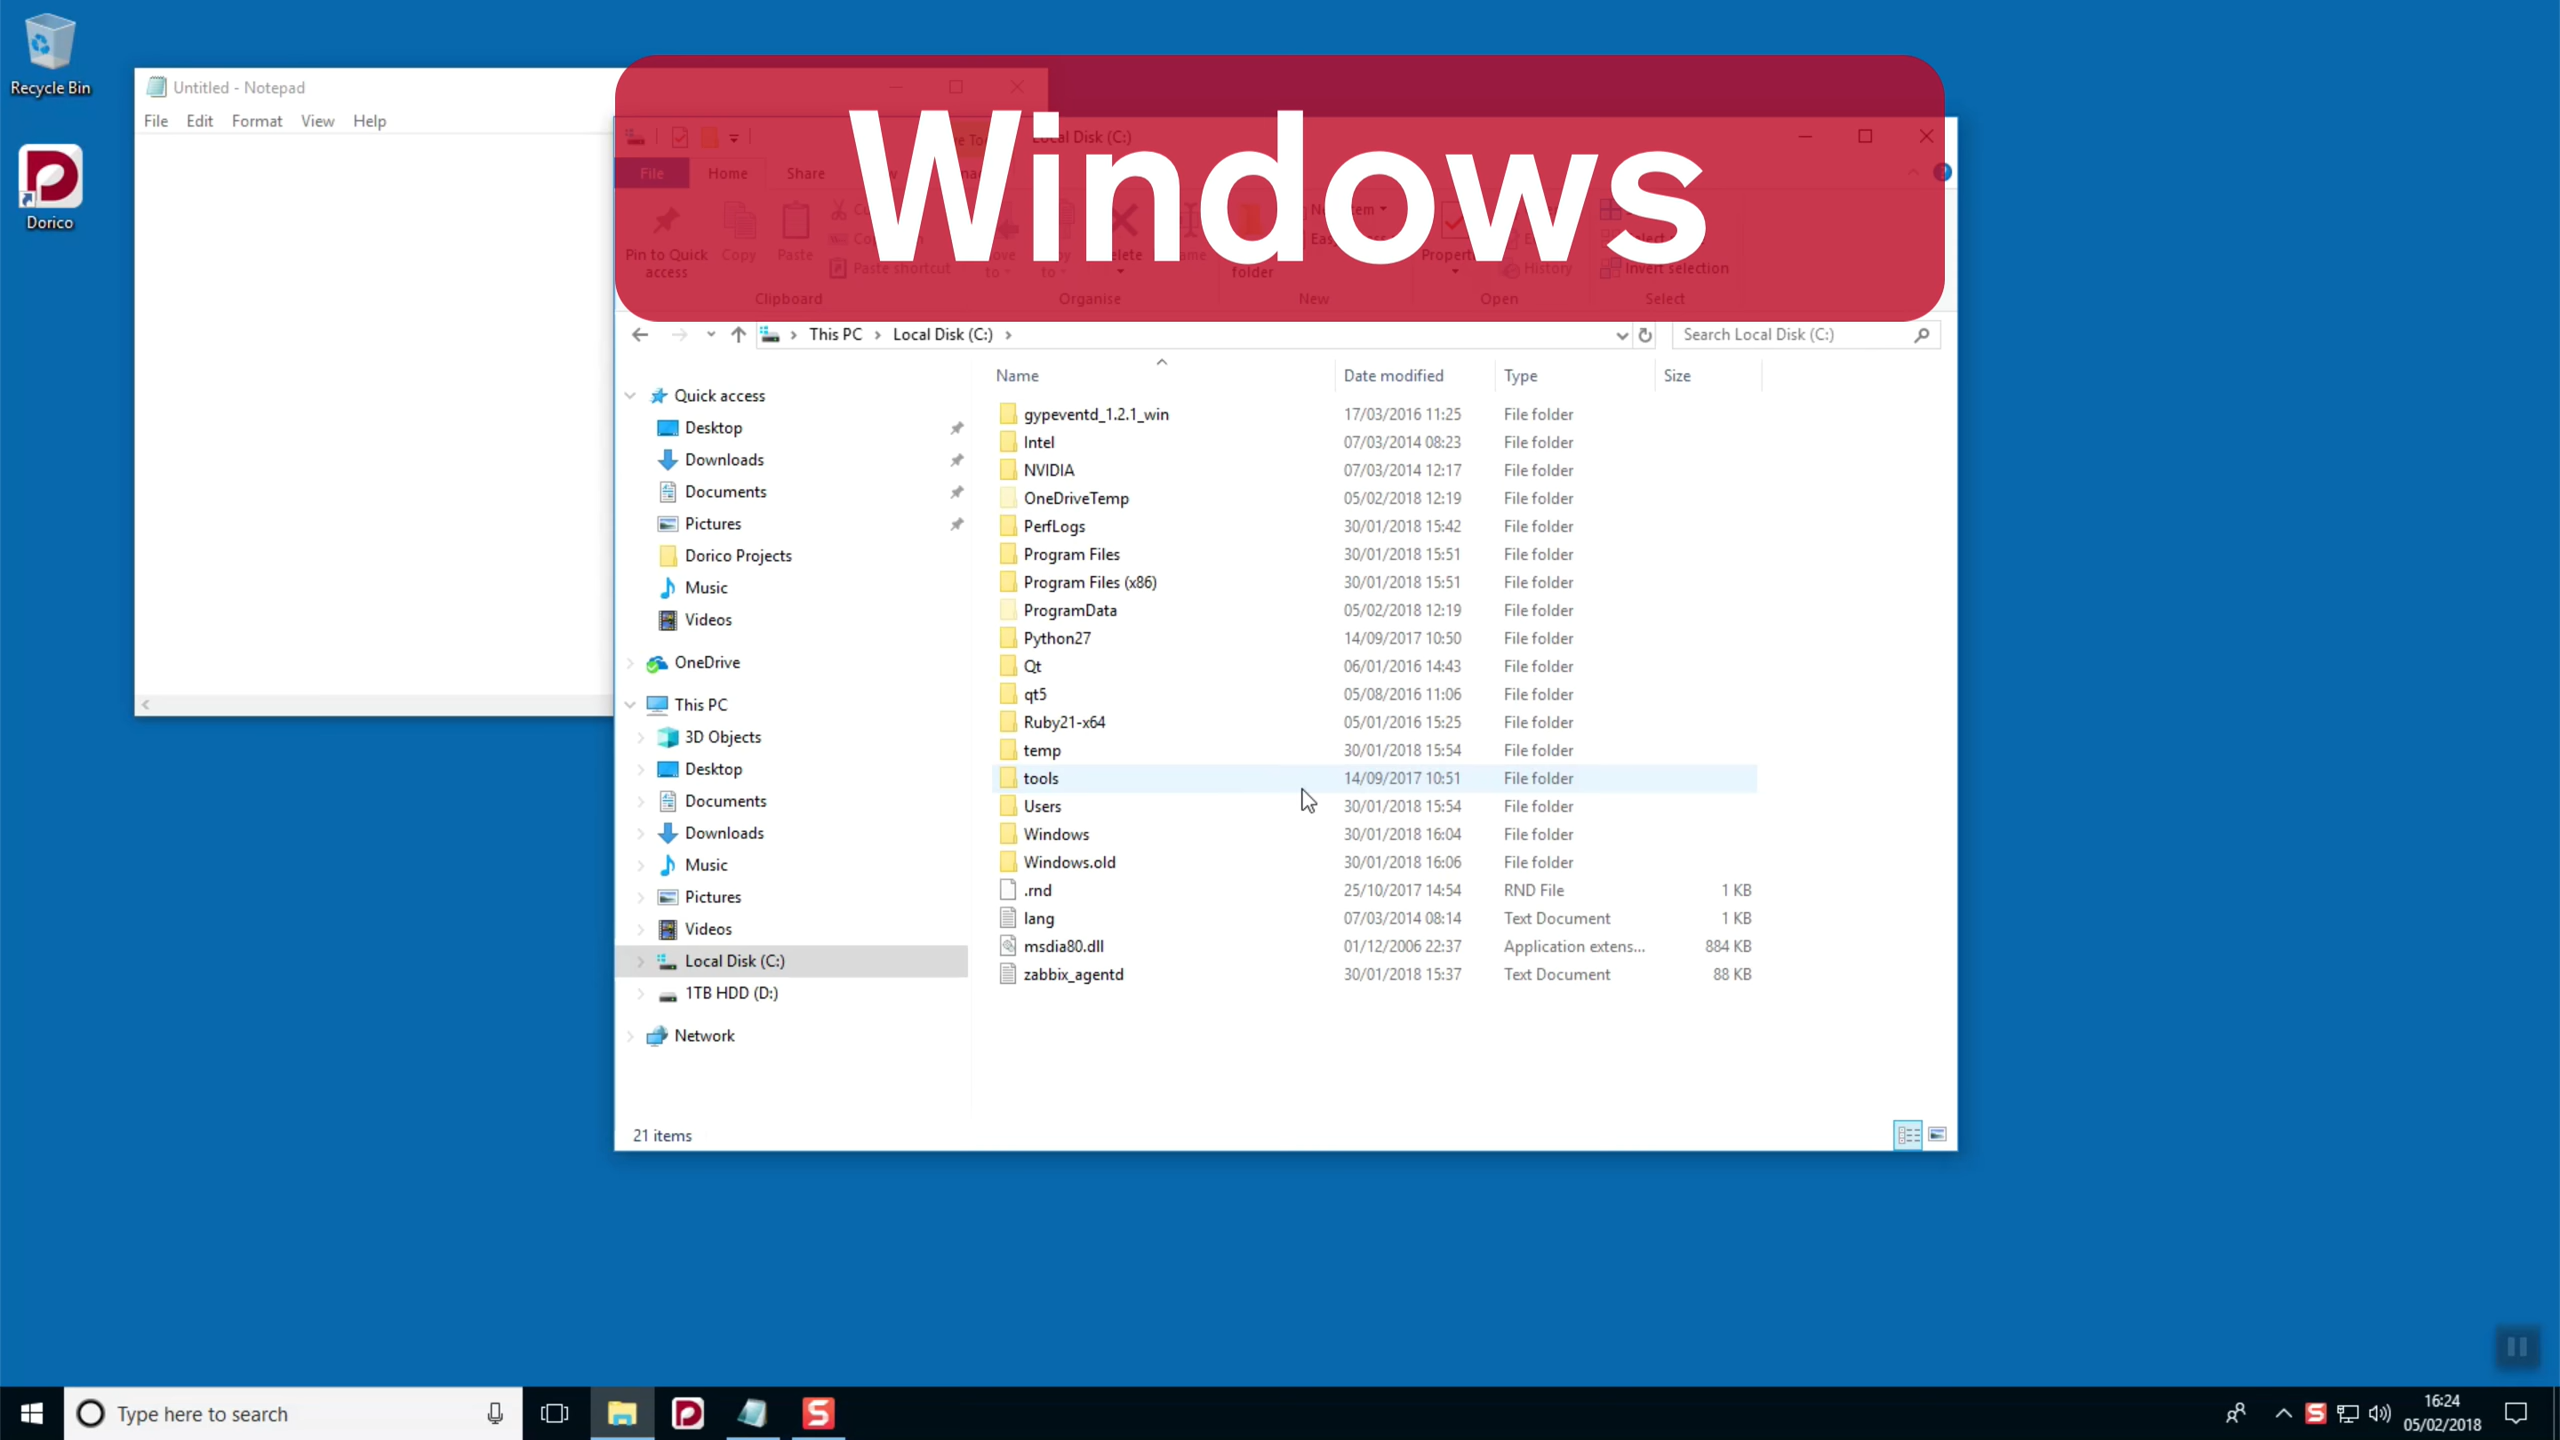 Recycle Bin
Dorico
Untitled - Notepad
File Edit Format View Help
Windows
Local Disk (C:)
File Home Share
Pin to Quick access
Copy
Paste
Paste shortcut
folder
History
Invert selection
Clipboard Organise New Open Select
This PC Local Disk (C:)
Search Local Disk (C:)
Quick access
Desktop
Downloads
Documents
Pictures
Dorico Projects
Music
Videos
OneDrive
This PC
3D Objects
Desktop
Documents
Downloads
Music
Pictures
Videos
Local Disk (C:)
1TB HDD (D:)
Network
Name Date modified Type Size
gypeventd_1.2.1_win 17/03/2016 11:25 File folder
Intel 07/03/2014 08:23 File folder
NVIDIA 07/03/2014 12:17 File folder
OneDriveTemp 05/02/2018 12:19 File folder
PerfLogs 30/01/2018 15:42 File folder
Program Files 30/01/2018 15:51 File folder
Program Files (x86) 30/01/2018 15:51 File folder
ProgramData 05/02/2018 12:19 File folder
Python27 14/09/2017 10:50 File folder
Qt 06/01/2016 14:43 File folder
qt5 05/08/2016 11:06 File folder
Ruby21-x64 05/01/2016 15:25 File folder
temp 30/01/2018 15:54 File folder
tools 14/09/2017 10:51 File folder
Users 30/01/2018 15:54 File folder
Windows 30/01/2018 16:04 File folder
Windows.old 30/01/2018 16:06 File folder
.rnd 25/10/2017 14:54 RND File 1 KB
lang 07/03/2014 08:14 Text Document 1 KB
msdia80.dll 01/12/2006 22:37 Application extens... 884 KB
zabbix_agentd 30/01/2018 15:37 Text Document 88 KB
21 items
Type here to search
16:24
05/02/2018